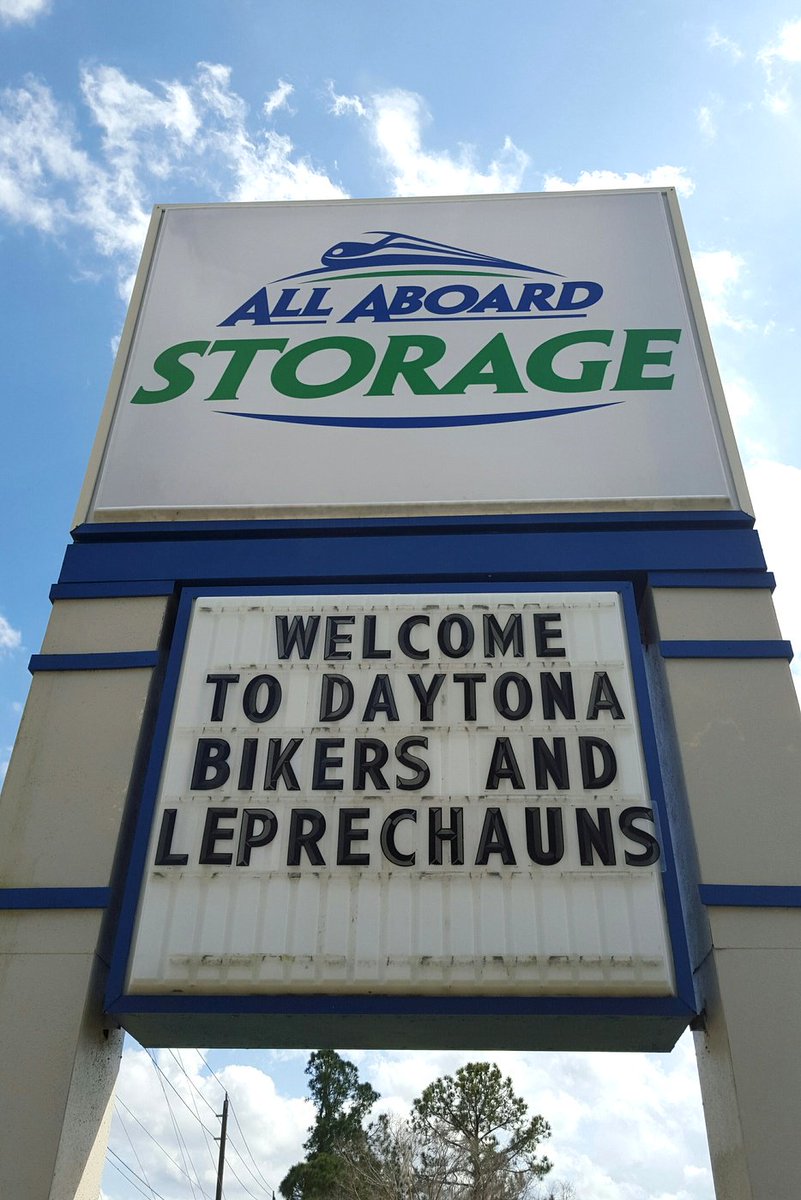 ALL ABOARD
STORAGE
WELCOME
TO DAYTONA
BIKERS AND
LEPRECHAUNS